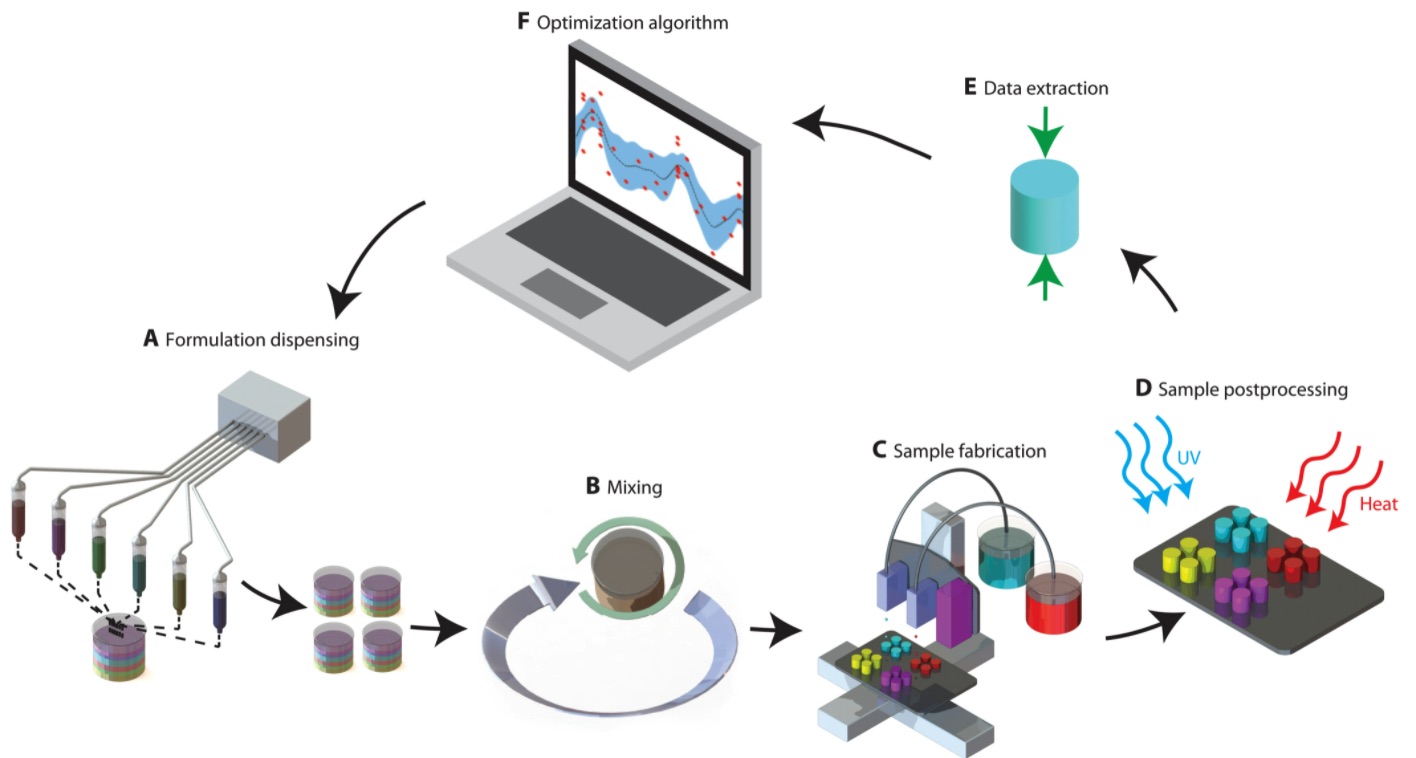 F Optimization algorithm
E Data extraction
A Formulation dispensing
D Sample postprocessing
UV
Heat
C Sample fabrication
B Mixing